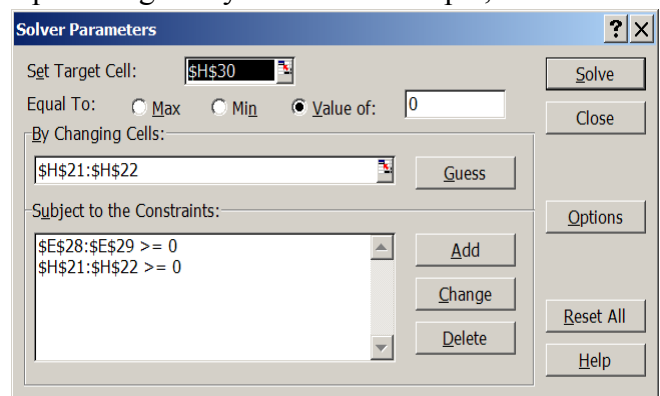 Solver Parameters ? ×
Set Target Cell: $H$30 Solve
Equal To: Max Min Value of: 0 Close
By Changing Cells:
$H$21:$H$22 Guess
Subject to the Constraints: Options
$E$28:$E$29 >= 0 Add
$H$21:$H$22 >= 0
Change
Reset All
Delete
Help